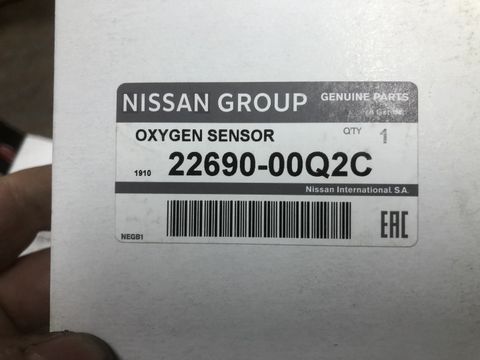 NISSAN GROUP GENUINE PARTS
OXYGEN SENSOR QTY 1
1910 22690-00Q2C
Nissan International S.A.
NEGB1 EAC